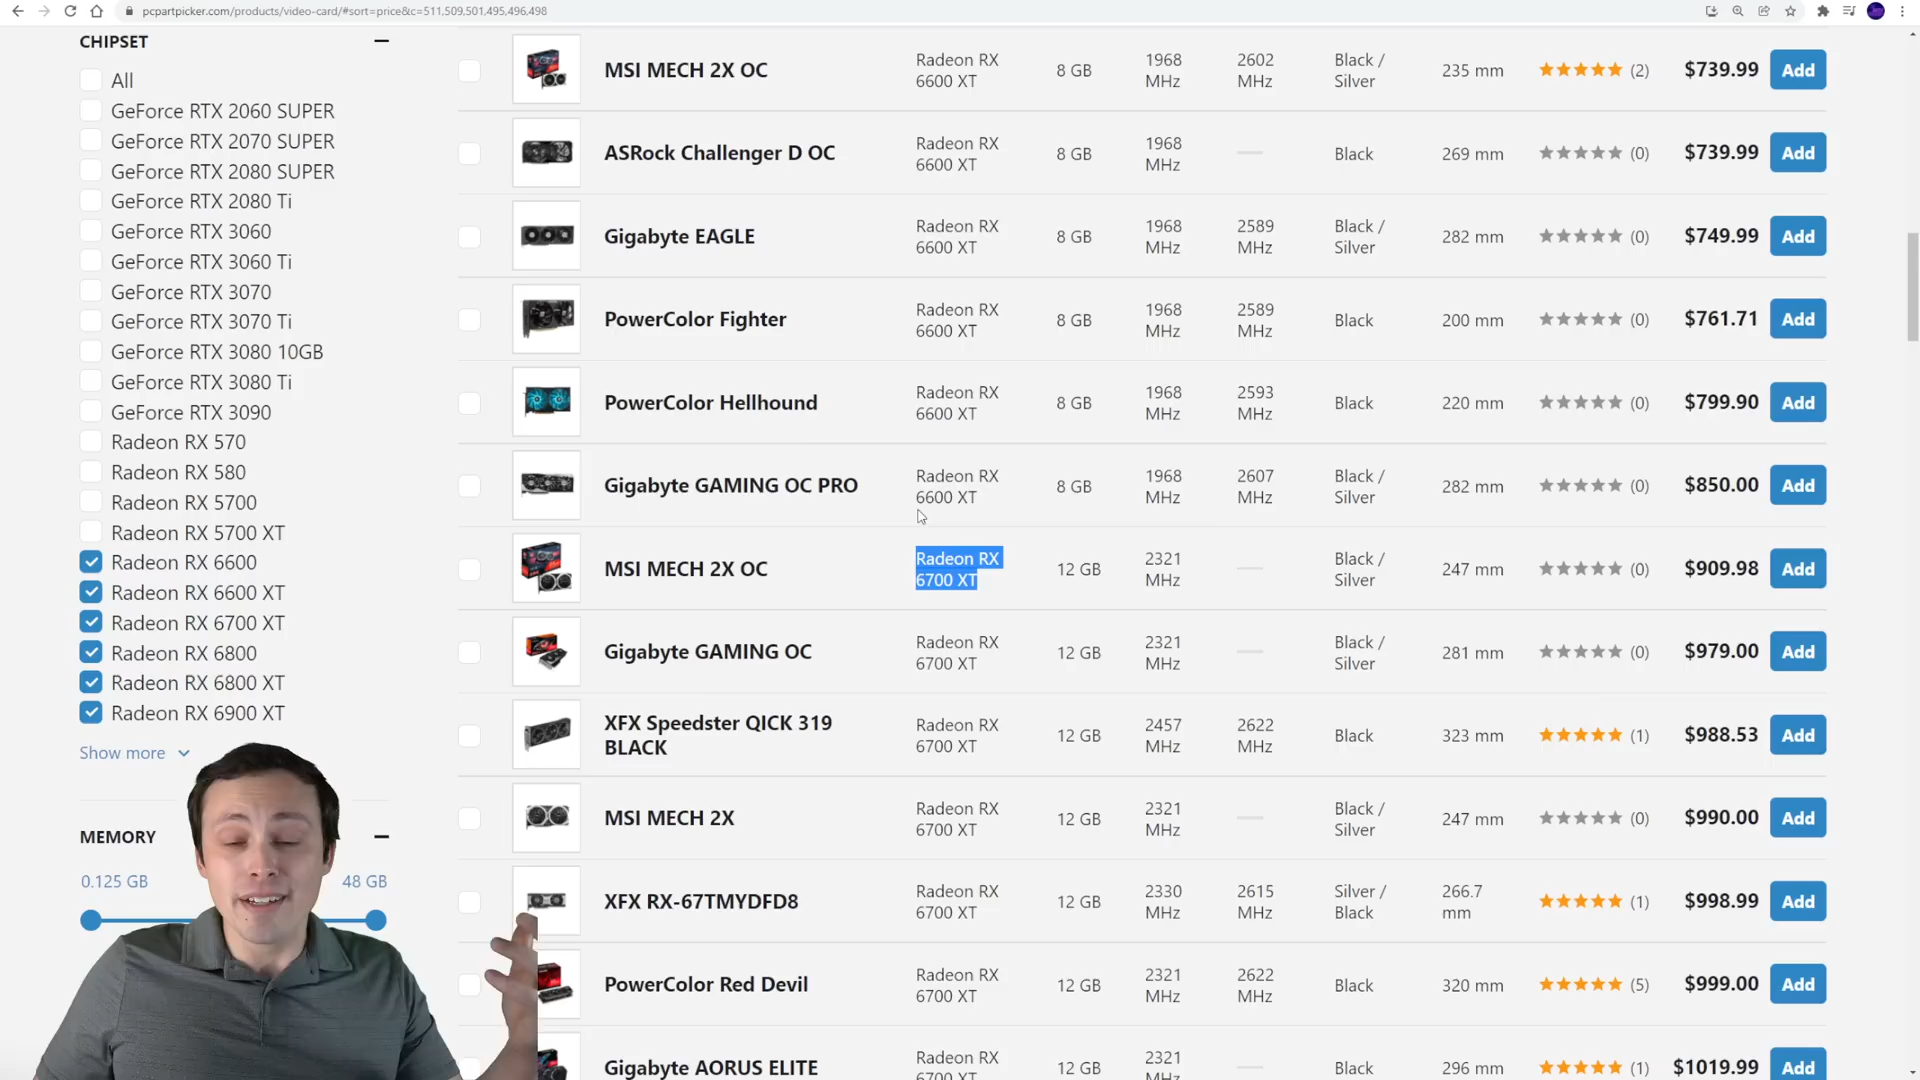 pcpartpicker.com/products/video-card/#sort=price&c=511,509,501,495,496,498
CHIPSET
All
GeForce RTX 2060 SUPER
GeForce RTX 2070 SUPER
GeForce RTX 2080 SUPER
GeForce RTX 2080 Ti
GeForce RTX 3060
GeForce RTX 3060 Ti
GeForce RTX 3070
GeForce RTX 3070 Ti
GeForce RTX 3080 10GB
GeForce RTX 3080 Ti
GeForce RTX 3090
Radeon RX 570
Radeon RX 580
Radeon RX 5700
Radeon RX 5700 XT
Radeon RX 6600
Radeon RX 6600 XT
Radeon RX 6700 XT
Radeon RX 6800
Radeon RX 6800 XT
Radeon RX 6900 XT
Show more
MEMORY
0.125 GB 48 GB
Radeon RX 1968 2602 Black /
MSI MECH 2X OC 8 GB 235 mm (2) $739.99 Add
6600 XT MHz MHz Silver
Radeon RX 1968
ASRock Challenger D OC 8 GB — Black 269 mm (0) $739.99 Add
6600 XT MHz
Radeon RX 1968 2589 Black /
Gigabyte EAGLE 8 GB 282 mm (0) $749.99 Add
6600 XT MHz MHz Silver
Radeon RX 1968 2589
PowerColor Fighter 8 GB Black 200 mm (0) $761.71 Add
6600 XT MHz MHz
Radeon RX 1968 2593
PowerColor Hellhound 8 GB Black 220 mm (0) $799.90 Add
6600 XT MHz MHz
Radeon RX 1968 2607 Black /
Gigabyte GAMING OC PRO 8 GB 282 mm (0) $850.00 Add
6600 XT MHz MHz Silver
Radeon RX 2321 Black /
MSI MECH 2X OC 12 GB — 247 mm (0) $909.98 Add
6700 XT MHz Silver
Radeon RX 2321 Black /
Gigabyte GAMING OC 12 GB — 281 mm (0) $979.00 Add
6700 XT MHz Silver
XFX Speedster QICK 319 Radeon RX 2457 2622
12 GB Black 323 mm (1) $988.53 Add
BLACK 6700 XT MHz MHz
Radeon RX 2321 Black /
MSI MECH 2X 12 GB — 247 mm (0) $990.00 Add
6700 XT MHz Silver
Radeon RX 2330 2615 Silver / 266.7
XFX RX-67TMYDFD8 12 GB (1) $998.99 Add
6700 XT MHz MHz Black mm
Radeon RX 2321 2622
PowerColor Red Devil 12 GB Black 320 mm (5) $999.00 Add
6700 XT MHz MHz
Radeon RX 2321
Gigabyte AORUS ELITE 12 GB — Black 296 mm (1) $1019.99 Add
6700 XT MHz